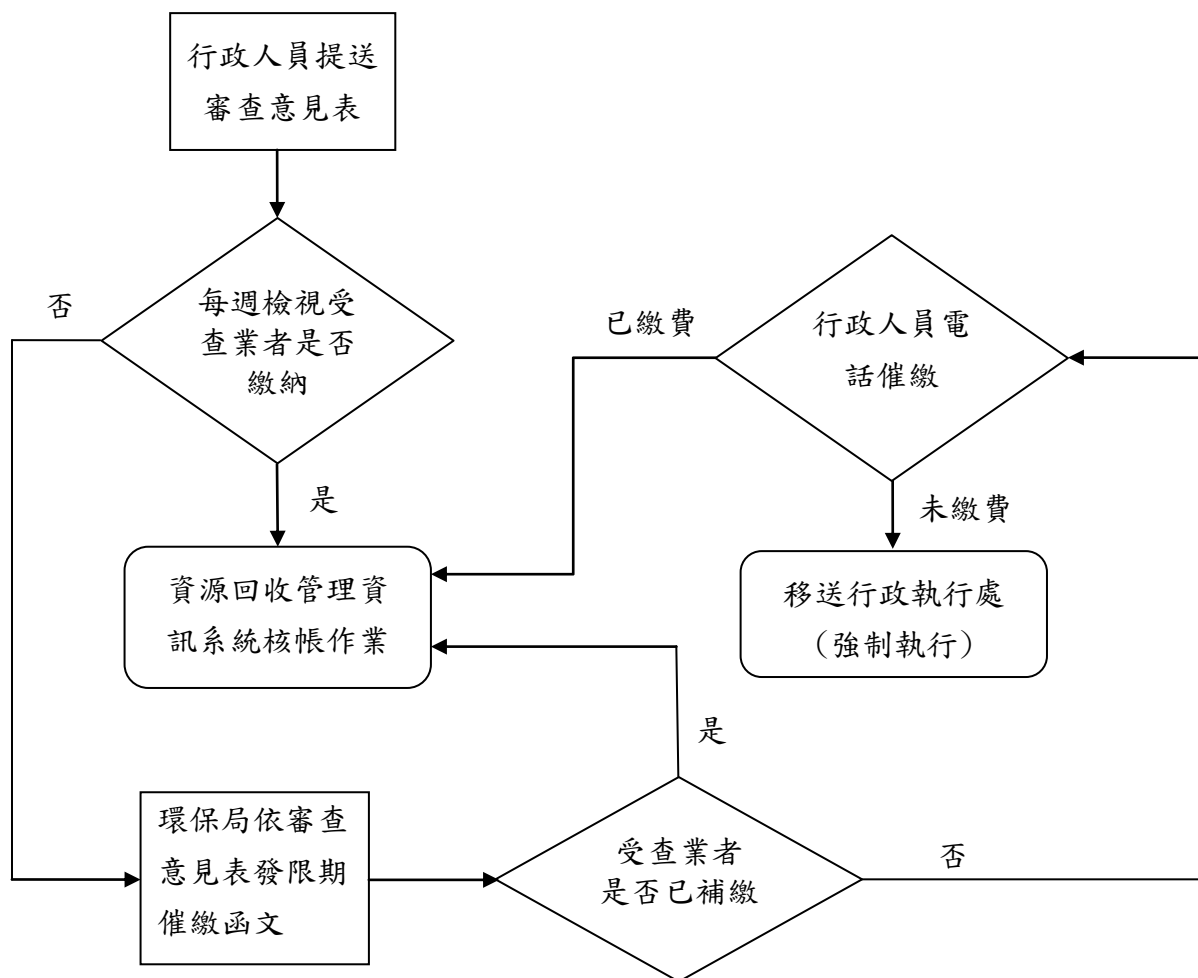 行政人員提送
審查意見表
否
每週檢視受
查業者是否
繳納
是
已繳費
行政人員電
話催繳
未繳費
資源回收管理資
訊系統核帳作業
移送行政執行處
（強制執行）
是
環保局依審查
意見表發限期
催繳函文
受查業者
是否已補繳
否